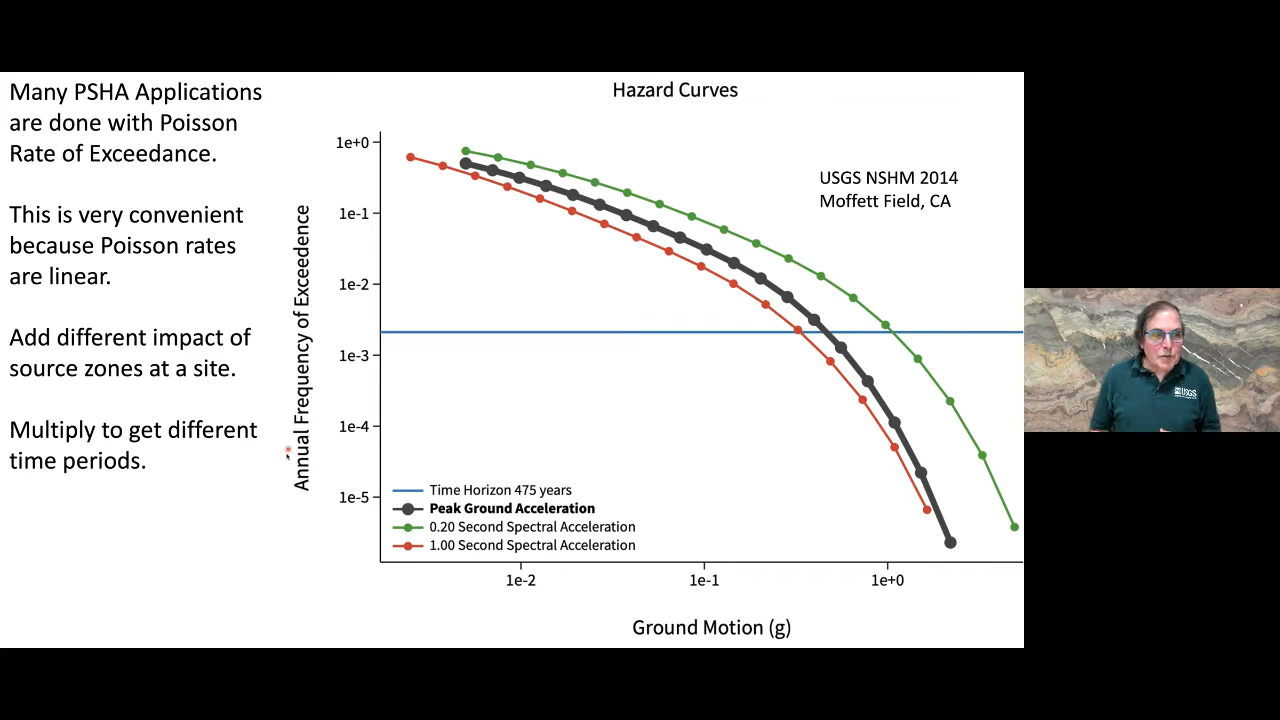 Many PSHA Applications
are done with Poisson
Rate of Exceedance.
This is very convenient
because Poisson rates
are linear.
Add different impact of
source zones at a site.
Multiply to get different
time periods.
Hazard Curves
USGS NSHM 2014
Moffett Field, CA
Annual Frequency of Exceedence
1e+0
1e-1
1e-2
1e-3
1e-4
1e-5
Time Horizon 475 years
Peak Ground Acceleration
0.20 Second Spectral Acceleration
1.00 Second Spectral Acceleration
1e-2
1e-1
1e+0
Ground Motion (g)
USGS